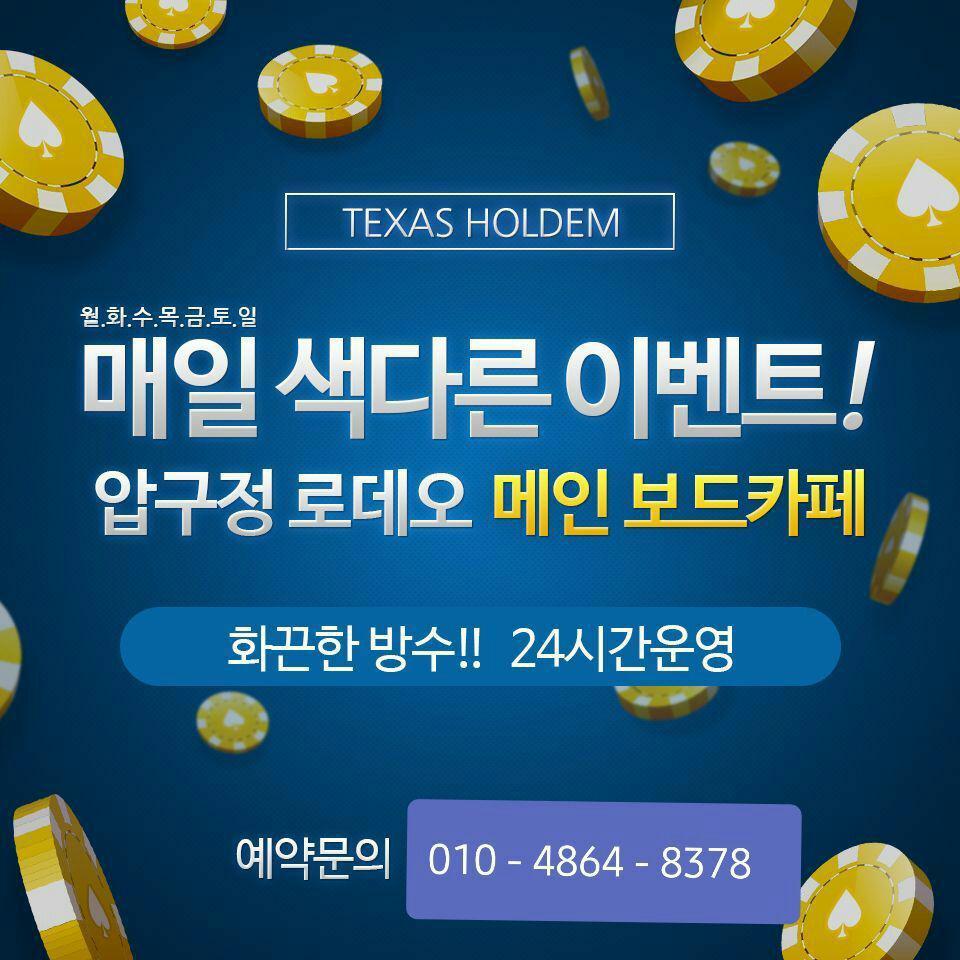 TEXAS HOLDEM
월.화.수.목.금.토.일
매일 색다른 이벤트!
압구정 로데오 메인 보드카페
화끈한 방수!! 24시간운영
예약문의 010 - 4864 - 8378